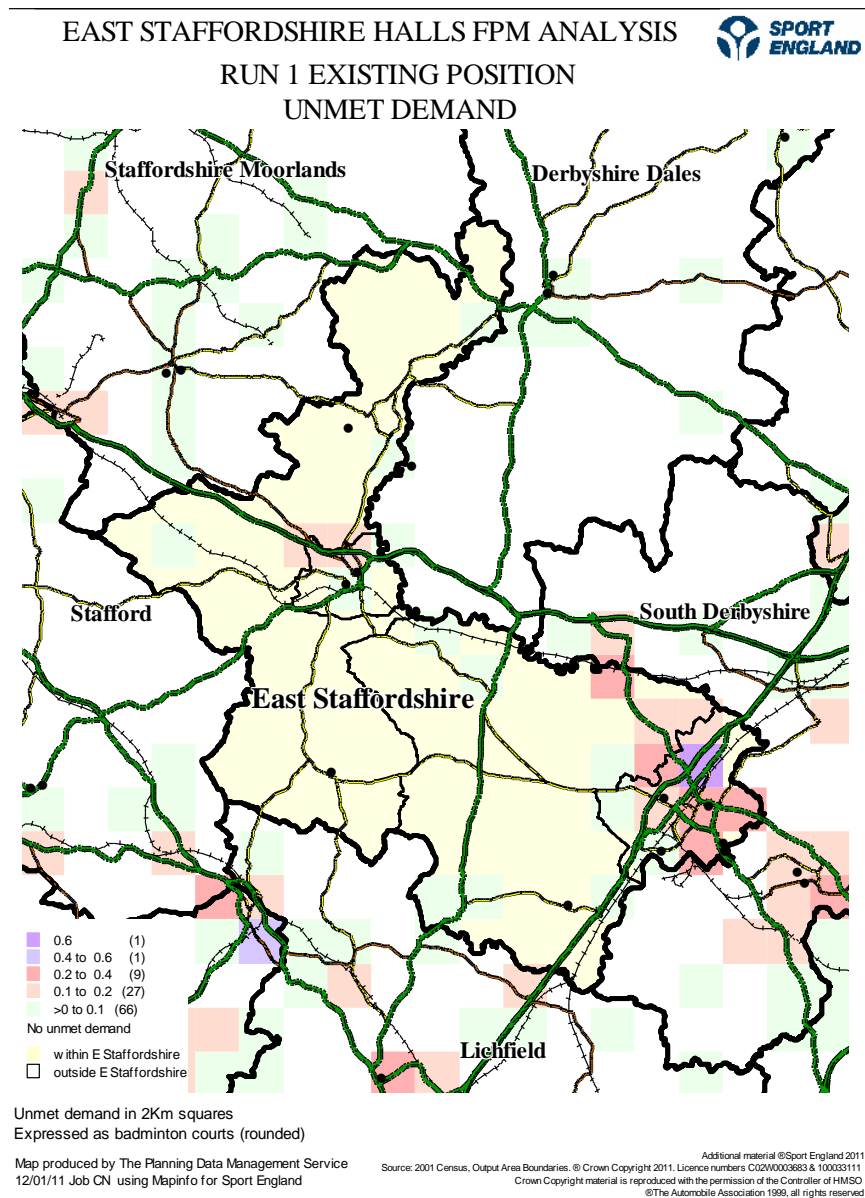 EAST STAFFORDSHIRE HALLS FPM ANALYSIS
SPORT
ENGLAND
RUN 1 EXISTING POSITION
UNMET DEMAND
Staffordshire Moorlands
Derbyshire Dales
Stafford
South Derbyshire
East Staffordshire
0.6 (1)
0.4 to 0.6 (1)
0.2 to 0.4 (9)
0.1 to 0.2 (27)
>0 to 0.1 (66)
No unmet demand
within E Staffordshire
outside E Staffordshire
Lichfield
Unmet demand in 2Km squares
Expressed as badminton courts (rounded)
Map produced by The Planning Data Management Service
12/01/11 Job CN using Mapinfo for Sport England
Additional material ®Sport England 2011
Source: 2001 Census, Output Area Boundaries. ® Crown Copyright 2011. Licence numbers C02W0003683 & 100033111
Crown Copyright material is reproduced with the permission of the Controller of HMSO.
®The Automobile Association 1999, all rights reserved